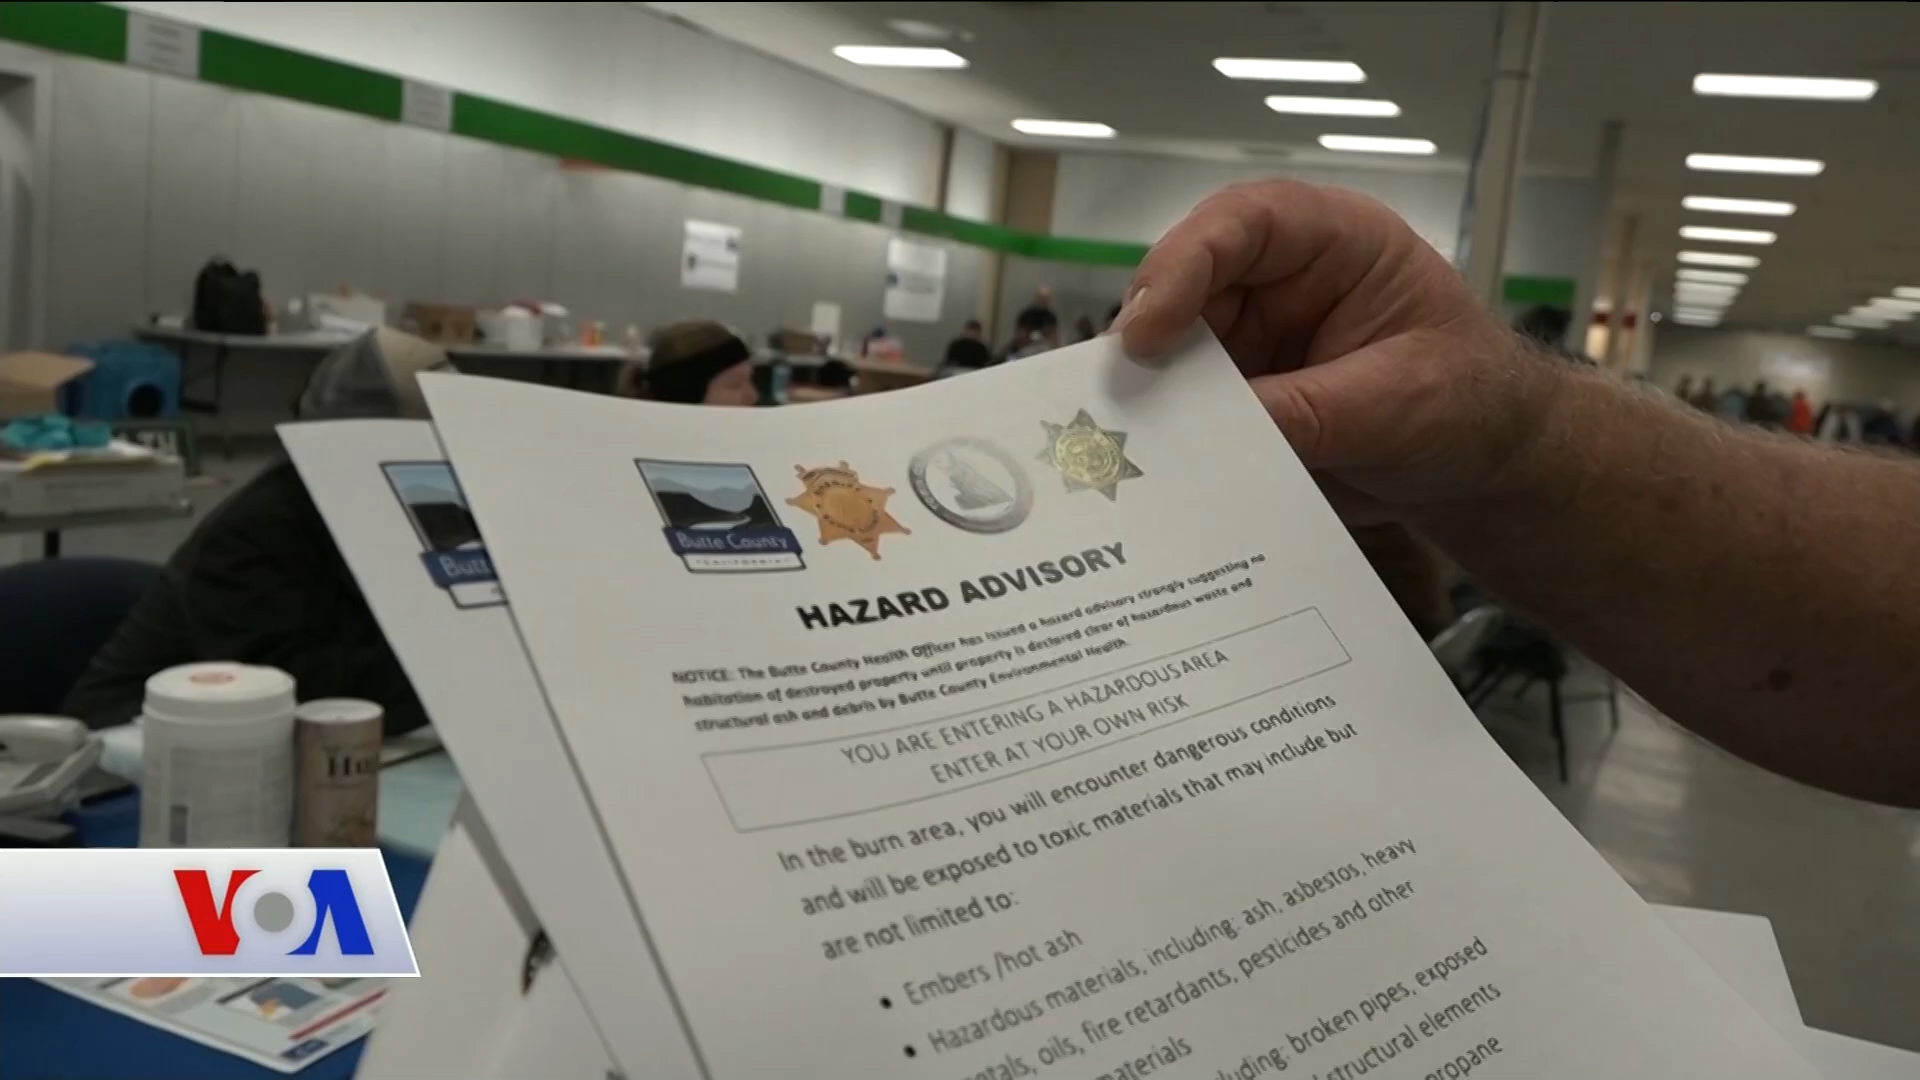 Butte County
CALIFORNIA
HAZARD ADVISORY
NOTICE: The Butte County Health Officer has issued a hazard advisory strongly suggesting no
habitation of destroyed property until property is declared clear of hazardous waste and
structural ash and debris by Butte County Environmental Health.
YOU ARE ENTERING A HAZARDOUS AREA
ENTER AT YOUR OWN RISK
In the burn area, you will encounter dangerous conditions
and will be exposed to toxic materials that may include but
are not limited to:
• Embers /hot ash
• Hazardous materials, including: ash, asbestos, heavy
oils, fire retardants, pesticides and other
materials
broken pipes, exposed
structural elements
propane
VOA